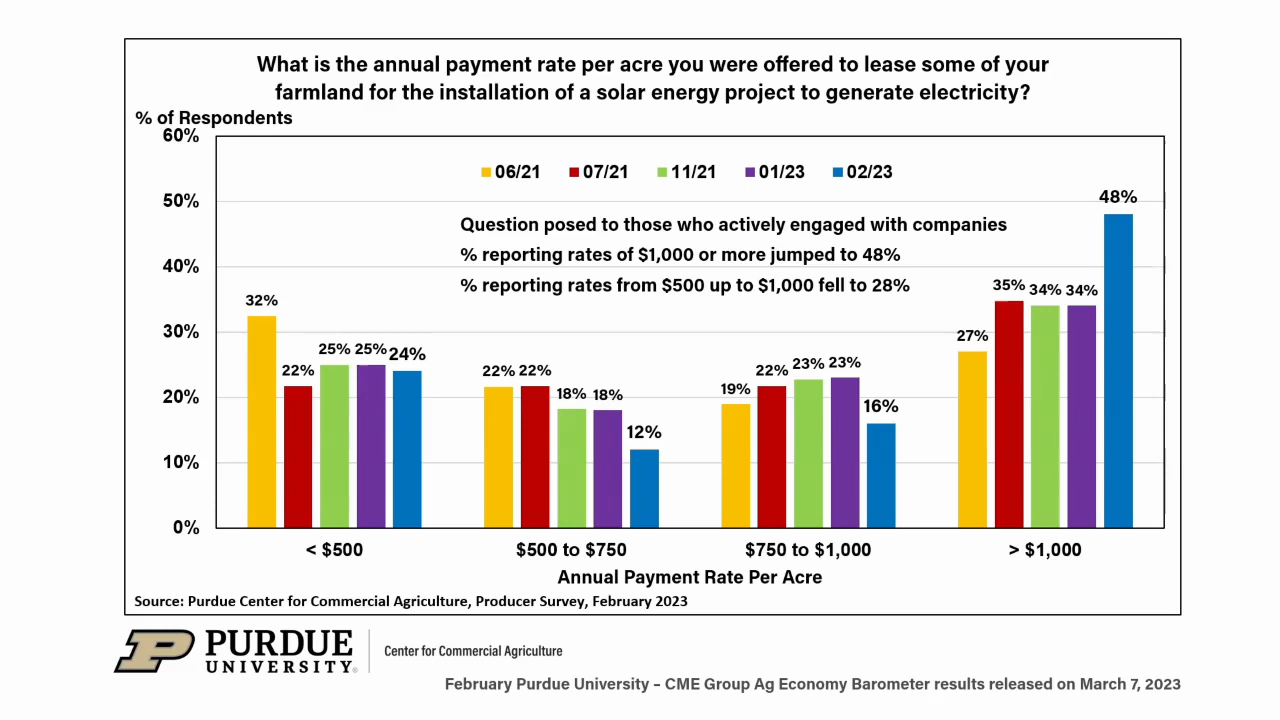 What is the annual payment rate per acre you were offered to lease some of your
farmland for the installation of a solar energy project to generate electricity?
% of Respondents
60%
06/21 07/21 11/21 01/23 02/23
50%
48%
Question posed to those who actively engaged with companies
% reporting rates of $1,000 or more jumped to 48%
40%
% reporting rates from $500 up to $1,000 fell to 28%
32% 35% 34% 34%
30%
22% 25% 25% 24% 22% 22% 18% 18% 12% 19% 22% 23% 23% 16% 27%
20%
10%
0%
< $500 $500 to $750 $750 to $1,000 > $1,000
Annual Payment Rate Per Acre
Source: Purdue Center for Commercial Agriculture, Producer Survey, February 2023
P PURDUE
UNIVERSITY®
Center for Commercial Agriculture
February Purdue University – CME Group Ag Economy Barometer results released on March 7, 2023